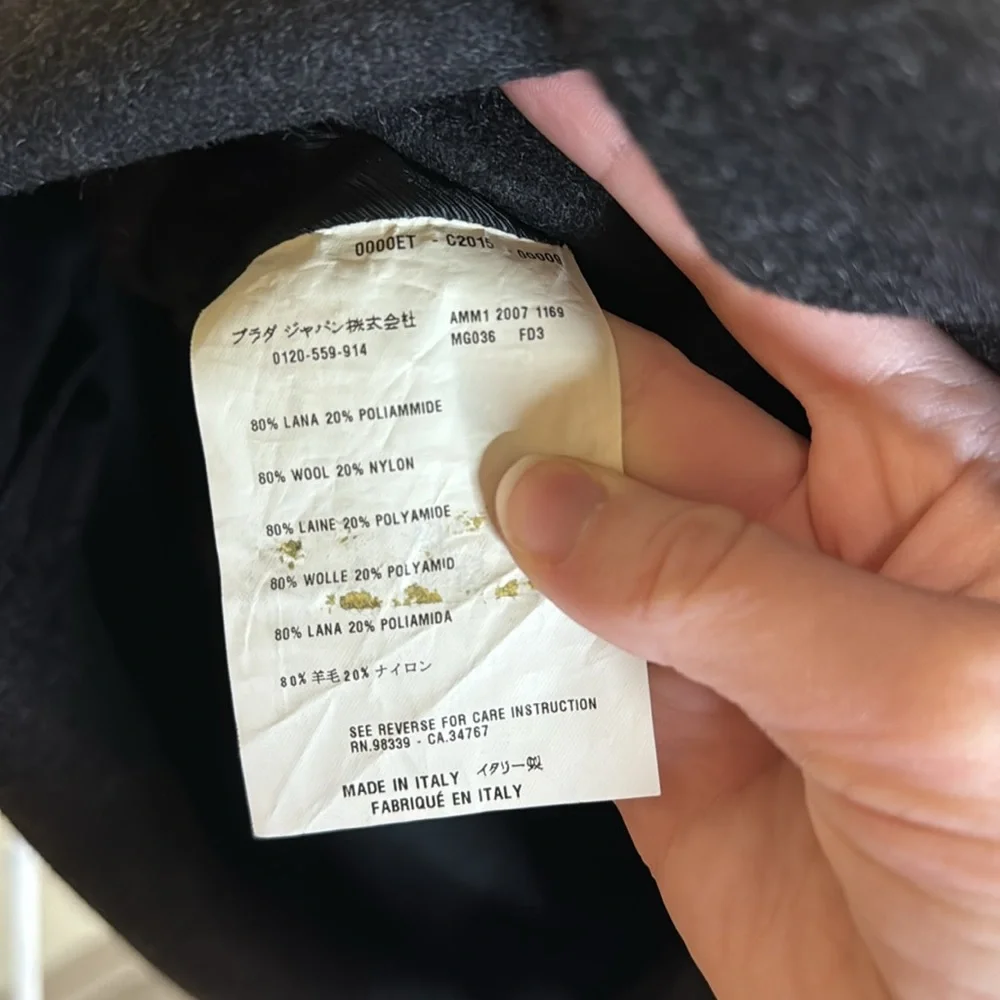 0000ET - C2015 - 00000
プラダ ジャパン株式会社
0120-559-914
AMM1 2007 1169
MG036 FD3
80% LANA 20% POLIAMMIDE
80% WOOL 20% NYLON
80% LAINE 20% POLYAMIDE
80% WOLLE 20% POLYAMID
80% LANA 20% POLIAMIDA
80% 羊毛 20% ナイロン
SEE REVERSE FOR CARE INSTRUCTION
RN.98339 - CA.34767
MADE IN ITALY イタリー製
FABRIQUÉ EN ITALY